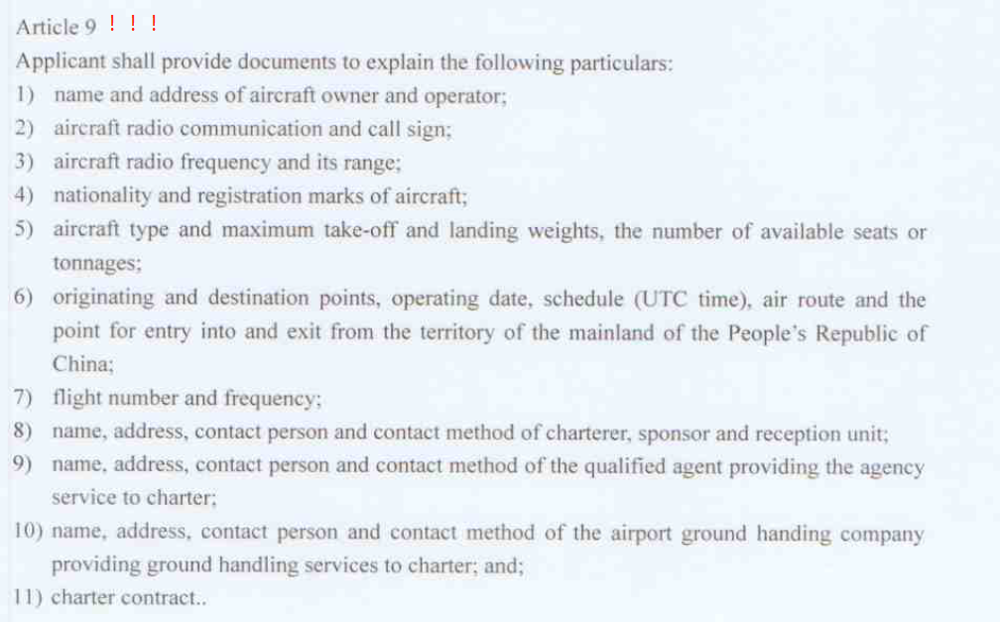 Article 9 ！！！
Applicant shall provide documents to explain the following particulars:
1) name and address of aircraft owner and operator;
2) aircraft radio communication and call sign;
3) aircraft radio frequency and its range;
4) nationality and registration marks of aircraft;
5) aircraft type and maximum take-off and landing weights, the number of available seats or
tonnages;
6) originating and destination points, operating date, schedule (UTC time), air route and the
point for entry into and exit from the territory of the mainland of the People's Republic of
China;
7) flight number and frequency;
8) name, address, contact person and contact method of charterer, sponsor and reception unit;
9) name, address, contact person and contact method of the qualified agent providing the agency
service to charter;
10) name, address, contact person and contact method of the airport ground handing company
providing ground handling services to charter; and;
11) charter contract..